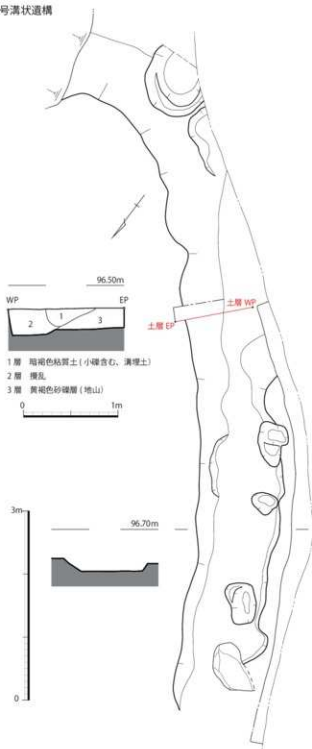 号溝状遺構
96.50m
WP EP
1
2 3
土層 WP
土層 EP
1 層 暗褐色粘質土 ( 小礫含む、溝埋土 )
2 層 攪乱
3 層 黄褐色砂礫層 ( 地山 )
0 1m
3m
96.70m
0